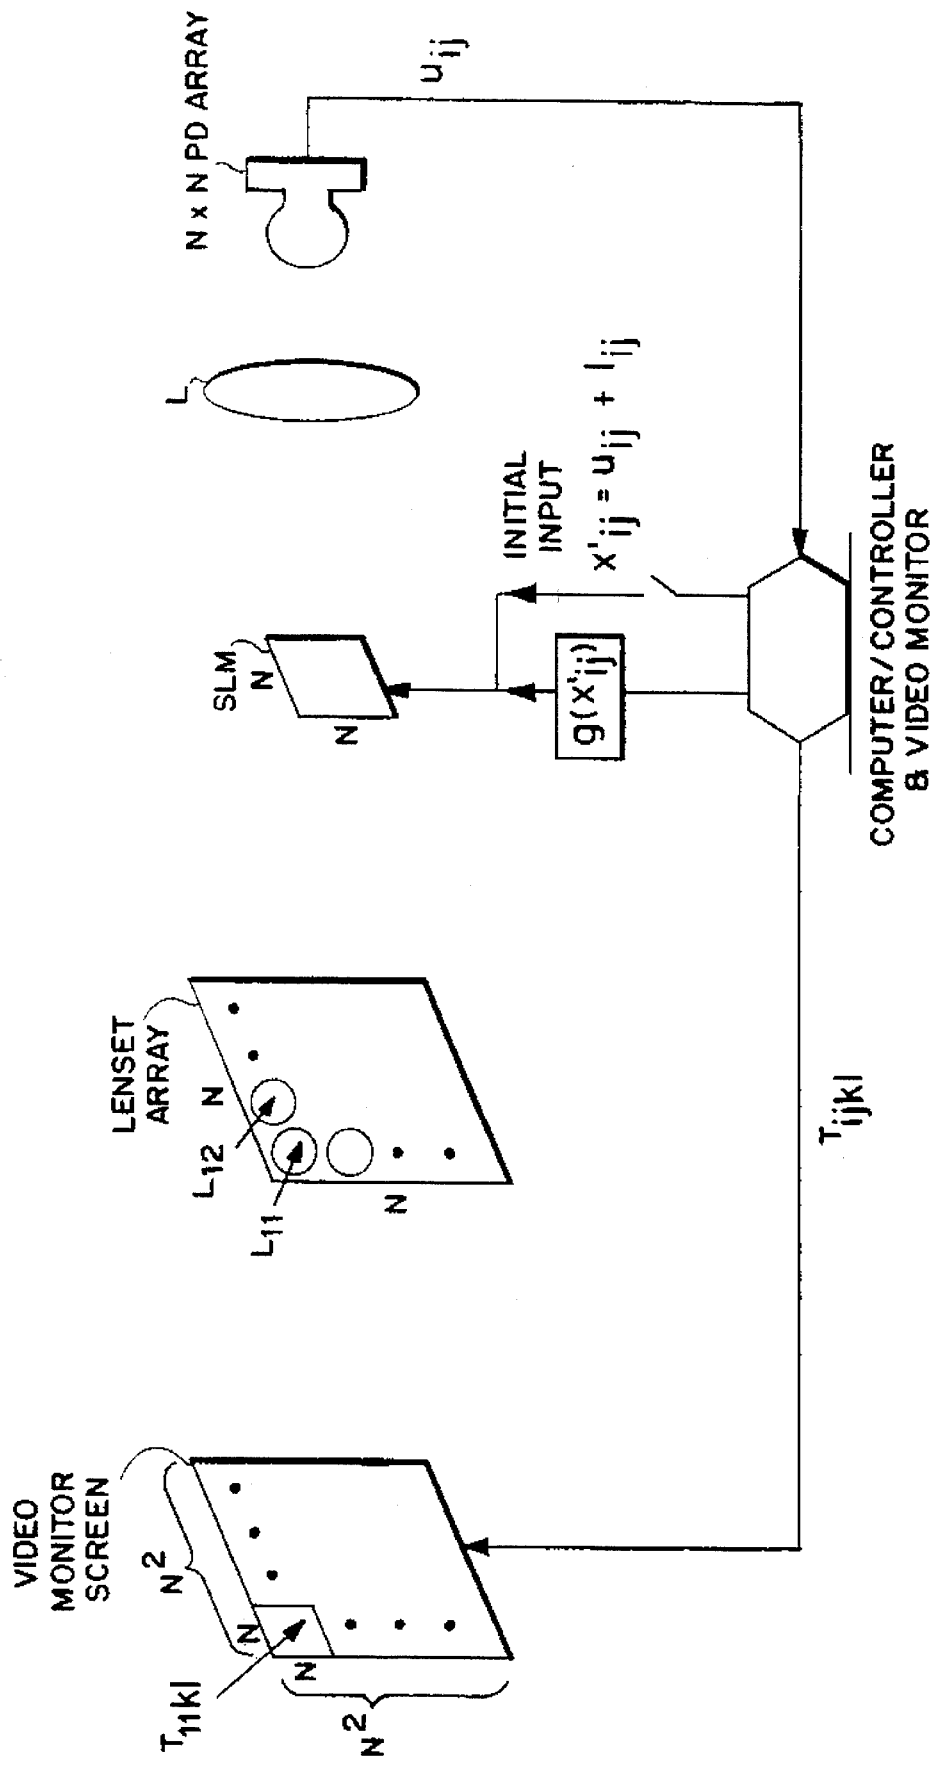 VIDEO
MONITOR
SCREEN
N²
N
T₁₁kl
N
N²
LENSET
ARRAY
N
L₁₂
L₁₁
N
SLM
N
N
L
N x N PD ARRAY
uᵢⱼ
INITIAL
INPUT
x'ᵢⱼ = uᵢⱼ + Iᵢⱼ
g(x'ᵢⱼ)
Tᵢⱼₖₗ
COMPUTER/CONTROLLER
& VIDEO MONITOR